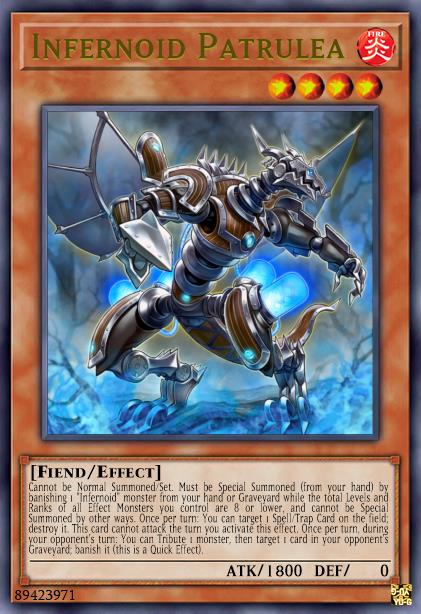 INFERNOID PATRULEA
FIRE
炎
[FIEND/EFFECT]
Cannot be Normal Summoned/Set. Must be Special Summoned (from your hand) by
banishing 1 "Infernoid" monster from your hand or Graveyard while the total Levels and
Ranks of all Effect Monsters you control are 8 or lower, and cannot be Special
Summoned by other ways. Once per turn: You can target 1 Spell/Trap Card on the field;
destroy it. This card cannot attack the turn you activate this effect. Once per turn, during
your opponent's turn: You can Tribute 1 monster, then target 1 card in your opponent's
Graveyard; banish it (this is a Quick Effect).
ATK/1800 DEF/ 0
89423971